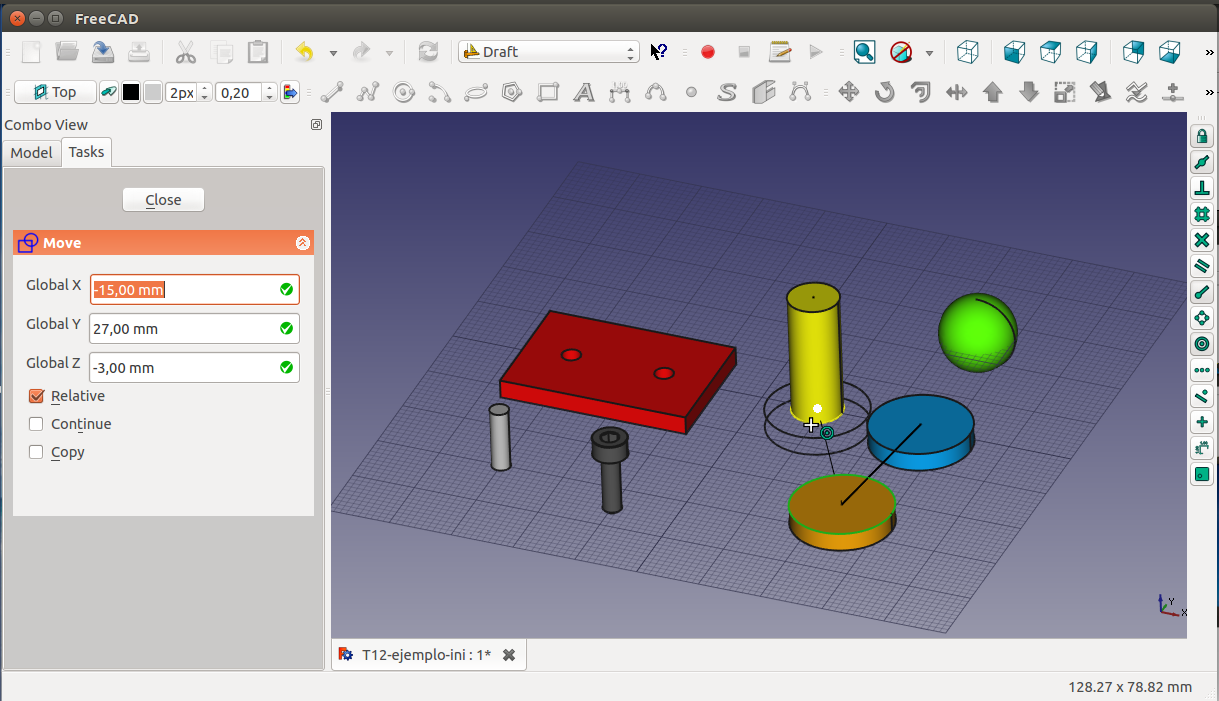 FreeCAD
Draft
»
Top
2px
0,20
»
Combo View
Model
Tasks
Close
Move
Global X
-15,00 mm
Global Y
27,00 mm
Global Z
-3,00 mm
Relative
Continue
Copy
Y
X
T12-ejemplo-ini : 1*
128.27 x 78.82 mm